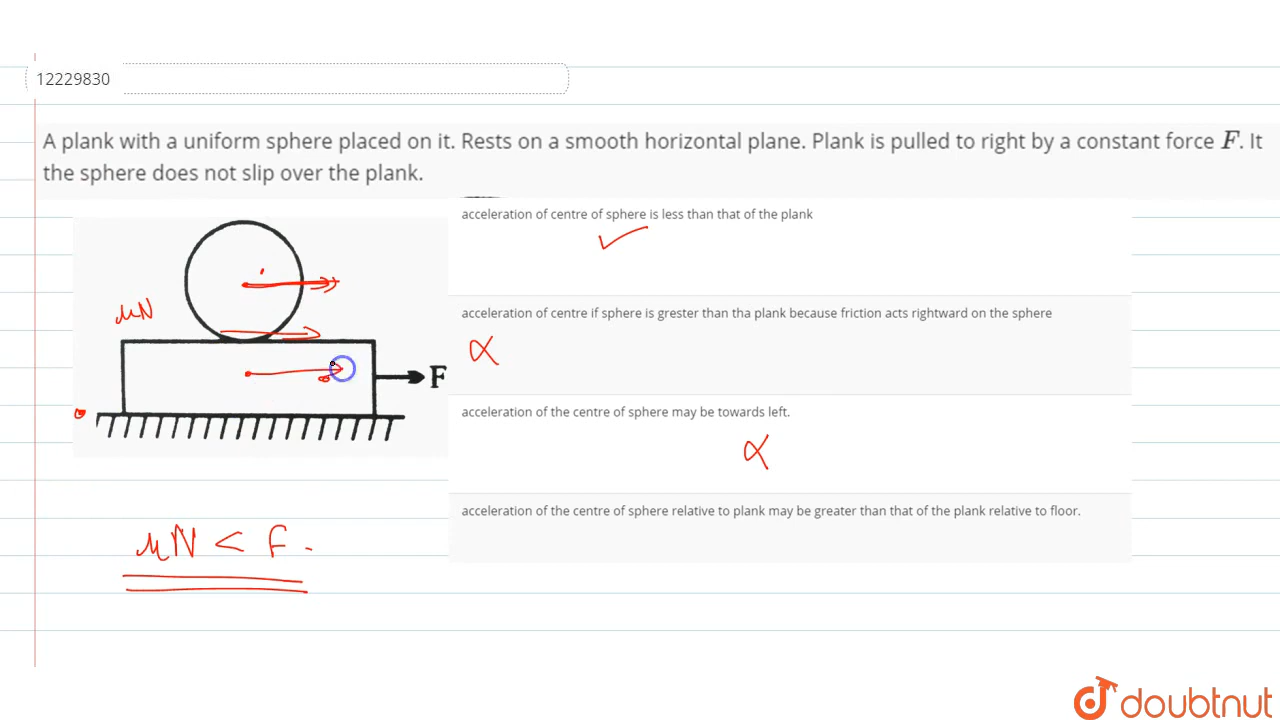 12229830
A plank with a uniform sphere placed on it. Rests on a smooth horizontal plane. Plank is pulled to right by a constant force F. It
the sphere does not slip over the plank.
acceleration of centre of sphere is less than that of the plank
acceleration of centre if sphere is grester than tha plank because friction acts rightward on the sphere
acceleration of the centre of sphere may be towards left.
acceleration of the centre of sphere relative to plank may be greater than that of the plank relative to floor.
μN
F
μN < F
doubtnut